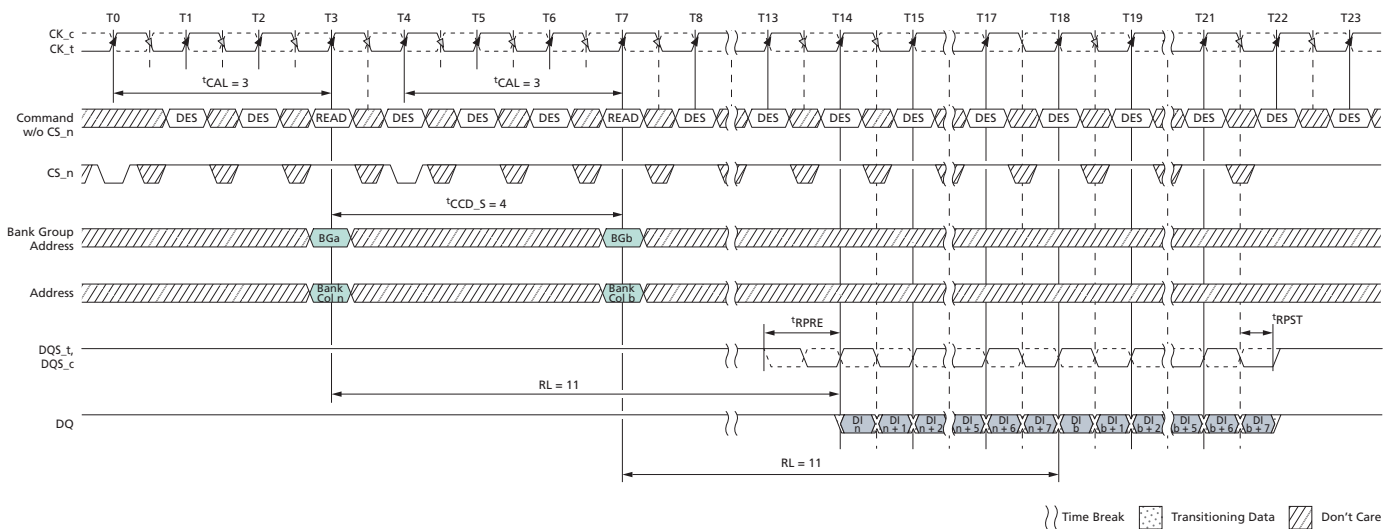 T0 T1 T2 T3 T4 T5 T6 T7 T8 T13 T14 T15 T17 T18 T19 T21 T22 T23
CK_c
CK_t
tCAL = 3 tCAL = 3
Command
w/o CS_n
DES DES READ DES DES DES READ DES DES DES DES DES DES DES DES DES DES
CS_n
tCCD_S = 4
Bank Group
Address
BGa BGb
Address
Bank
Col n
Bank
Col b
tRPRE tRPST
DQS_t,
DQS_c
RL = 11
DQ
DI
n
DI
n + 1
DI
n + 2
DI
n + 5
DI
n + 6
DI
n + 7
DI
b
DI
b + 1
DI
b + 2
DI
b + 5
DI
b + 6
DI
b + 7
RL = 11
Time Break Transitioning Data Don't Care